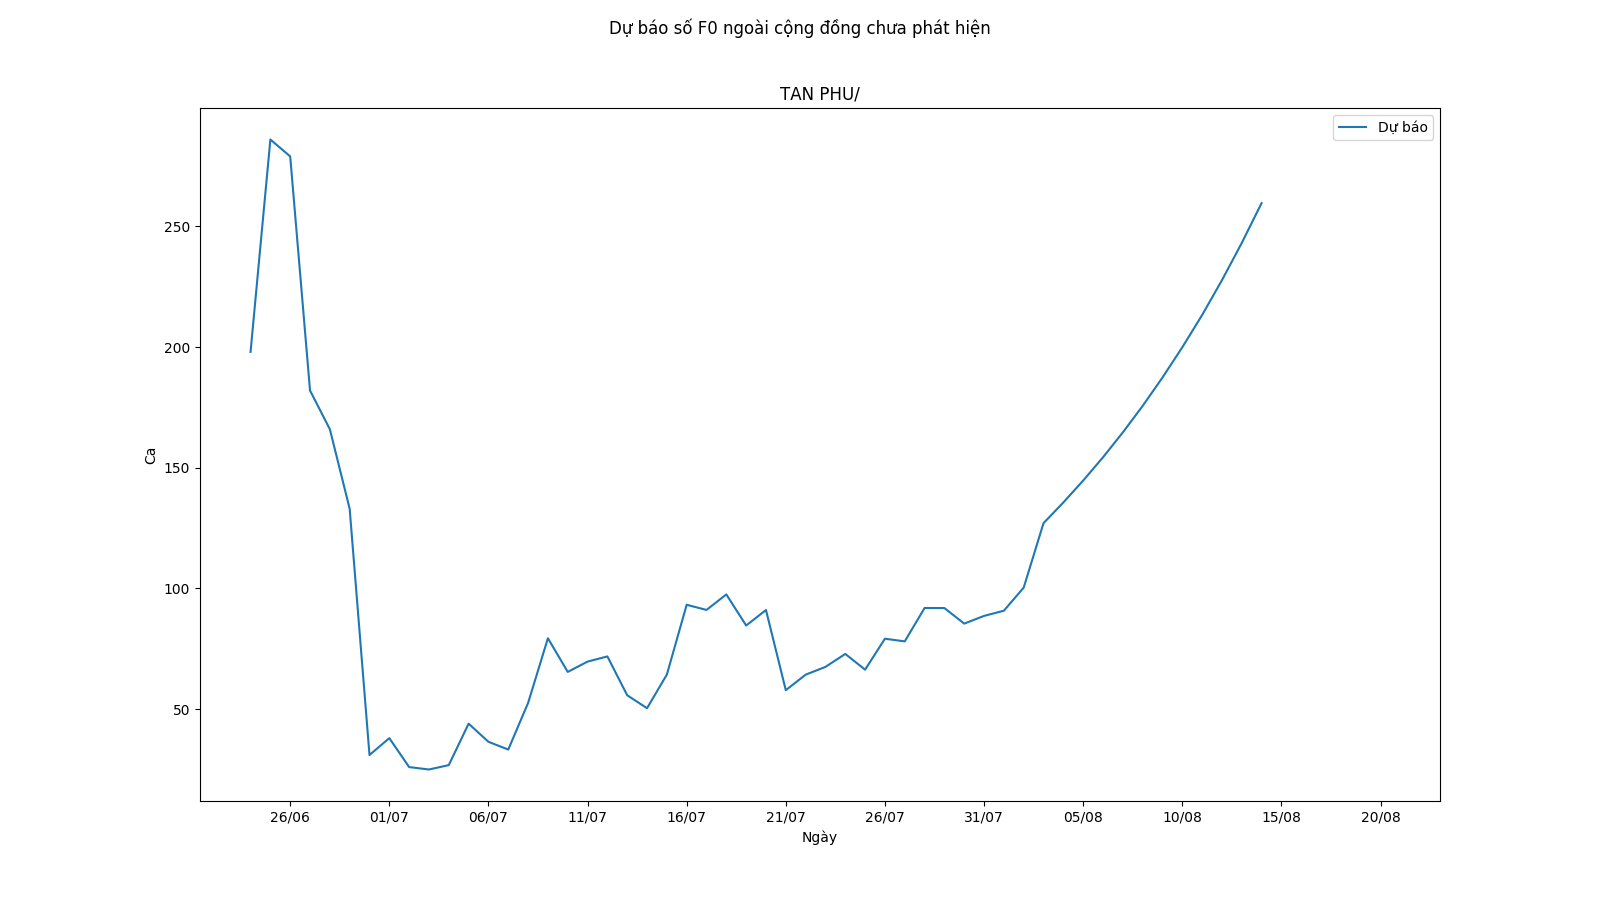 Dự báo số F0 ngoài cộng đồng chưa phát hiện
TAN PHU/
Dự báo
Ca
250
200
150
100
50
26/06 01/07 06/07 11/07 16/07 21/07 26/07 31/07 05/08 10/08 15/08 20/08
Ngày